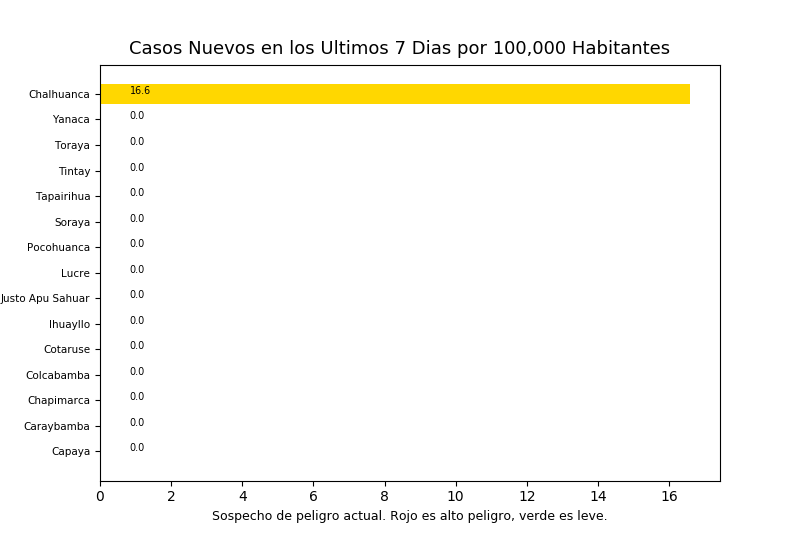 Casos Nuevos en los Ultimos 7 Dias por 100,000 Habitantes
Chalhuanca 16.6
Yanaca 0.0
Toraya 0.0
Tintay 0.0
Tapairihua 0.0
Soraya 0.0
Pocohuanca 0.0
Lucre 0.0
Justo Apu Sahuar 0.0
Ihuayllo 0.0
Cotaruse 0.0
Colcabamba 0.0
Chapimarca 0.0
Caraybamba 0.0
Capaya 0.0
0 2 4 6 8 10 12 14 16
Sospecho de peligro actual. Rojo es alto peligro, verde es leve.